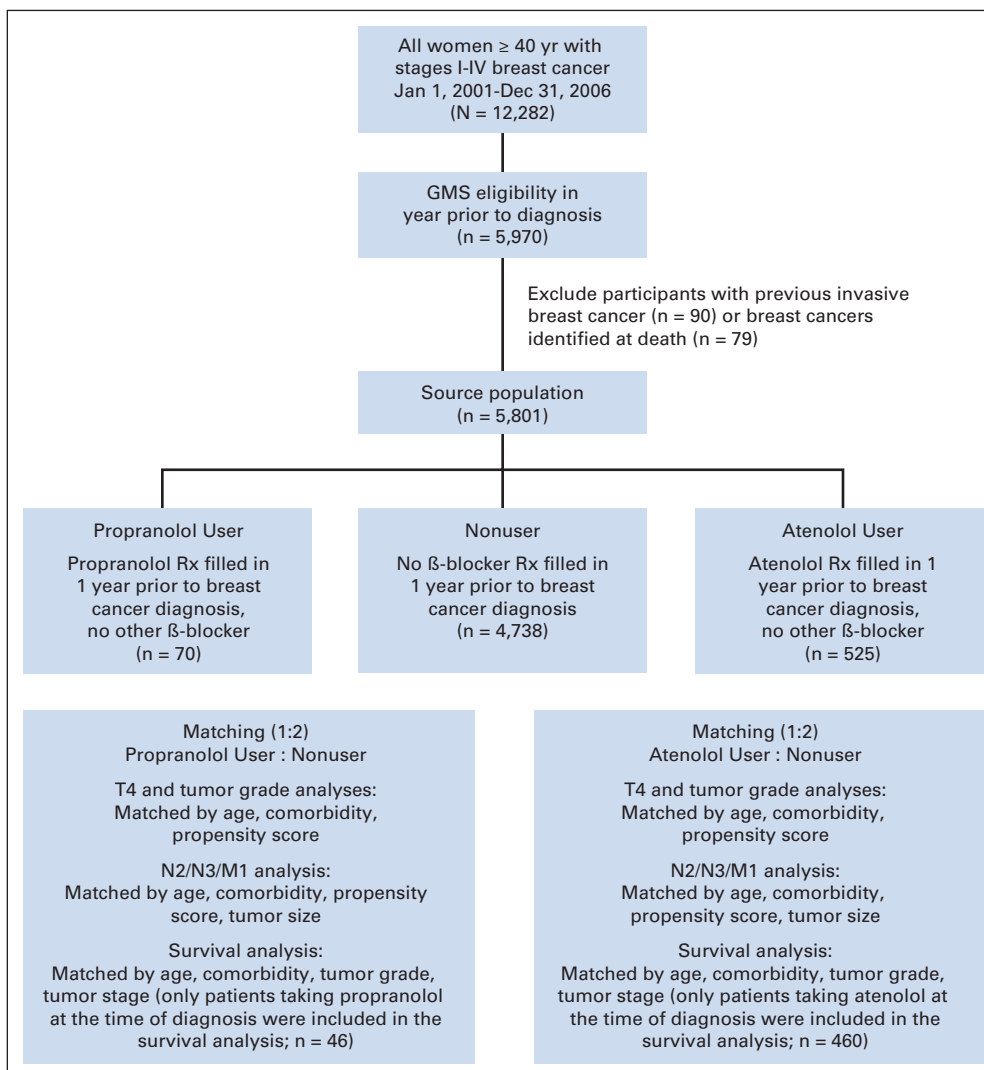 All women ≥ 40 yr with
stages I-IV breast cancer
Jan 1, 2001-Dec 31, 2006
(N = 12,282)
GMS eligibility in
year prior to diagnosis
(n = 5,970)
Exclude participants with previous invasive
breast cancer (n = 90) or breast cancers
identified at death (n = 79)
Source population
(n = 5,801)
Propranolol User
Propranolol Rx filled in
1 year prior to breast
cancer diagnosis,
no other ß-blocker
(n = 70)
Nonuser
No ß-blocker Rx filled in
1 year prior to breast
cancer diagnosis
(n = 4,738)
Atenolol User
Atenolol Rx filled in 1
year prior to breast
cancer diagnosis,
no other ß-blocker
(n = 525)
Matching (1:2)
Propranolol User : Nonuser
T4 and tumor grade analyses:
Matched by age, comorbidity,
propensity score
N2/N3/M1 analysis:
Matched by age, comorbidity, propensity
score, tumor size
Survival analysis:
Matched by age, comorbidity, tumor grade,
tumor stage (only patients taking propranolol
at the time of diagnosis were included in the
survival analysis; n = 46)
Matching (1:2)
Atenolol User : Nonuser
T4 and tumor grade analyses:
Matched by age, comorbidity,
propensity score
N2/N3/M1 analysis:
Matched by age, comorbidity,
propensity score, tumor size
Survival analysis:
Matched by age, comorbidity, tumor grade,
tumor stage (only patients taking atenolol at
the time of diagnosis were included in the
survival analysis; n = 460)